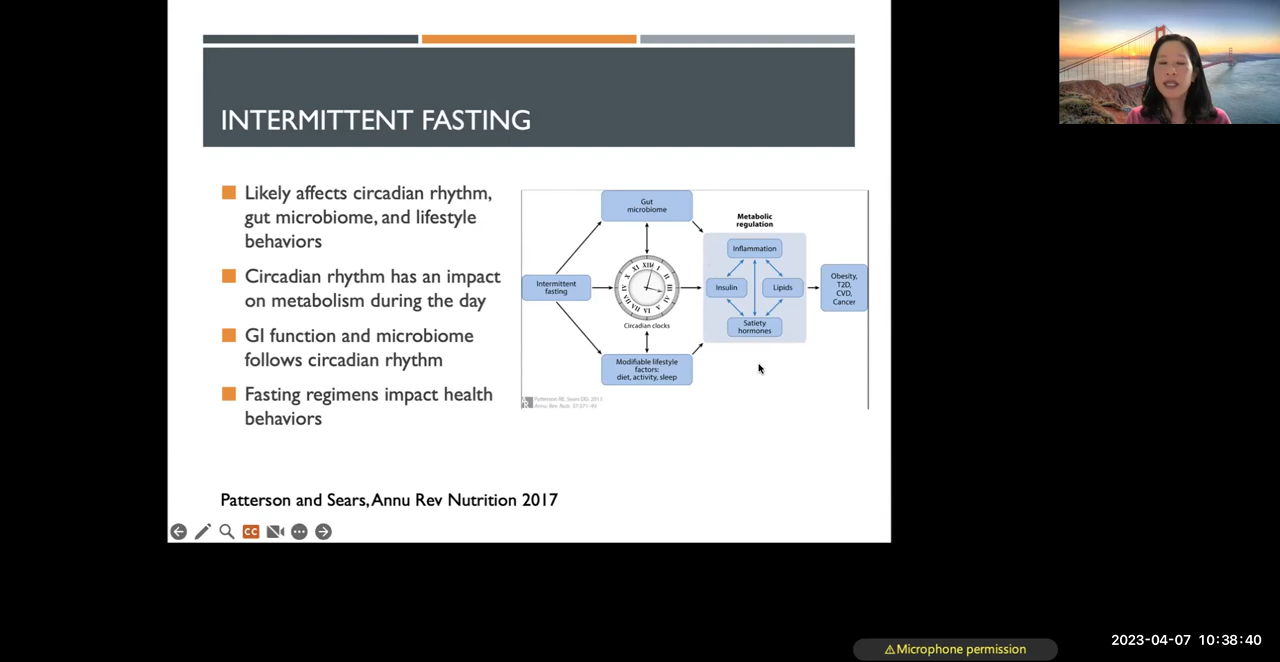 INTERMITTENT FASTING
Likely affects circadian rhythm,
gut microbiome, and lifestyle
behaviors
Circadian rhythm has an impact
on metabolism during the day
GI function and microbiome
follows circadian rhythm
Fasting regimens impact health
behaviors
Gut
microbiome
Metabolic
regulation
Inflammation
Intermittent
fasting
Insulin
Lipids
Obesity,
T2D,
CVD,
Cancer
Circadian clocks
Satiety
hormones
Modifiable lifestyle
factors:
diet, activity, sleep
Patterson and Sears, Annu Rev Nutrition 2017
CC
⚠Microphone permission
2023-04-07 10:38:40